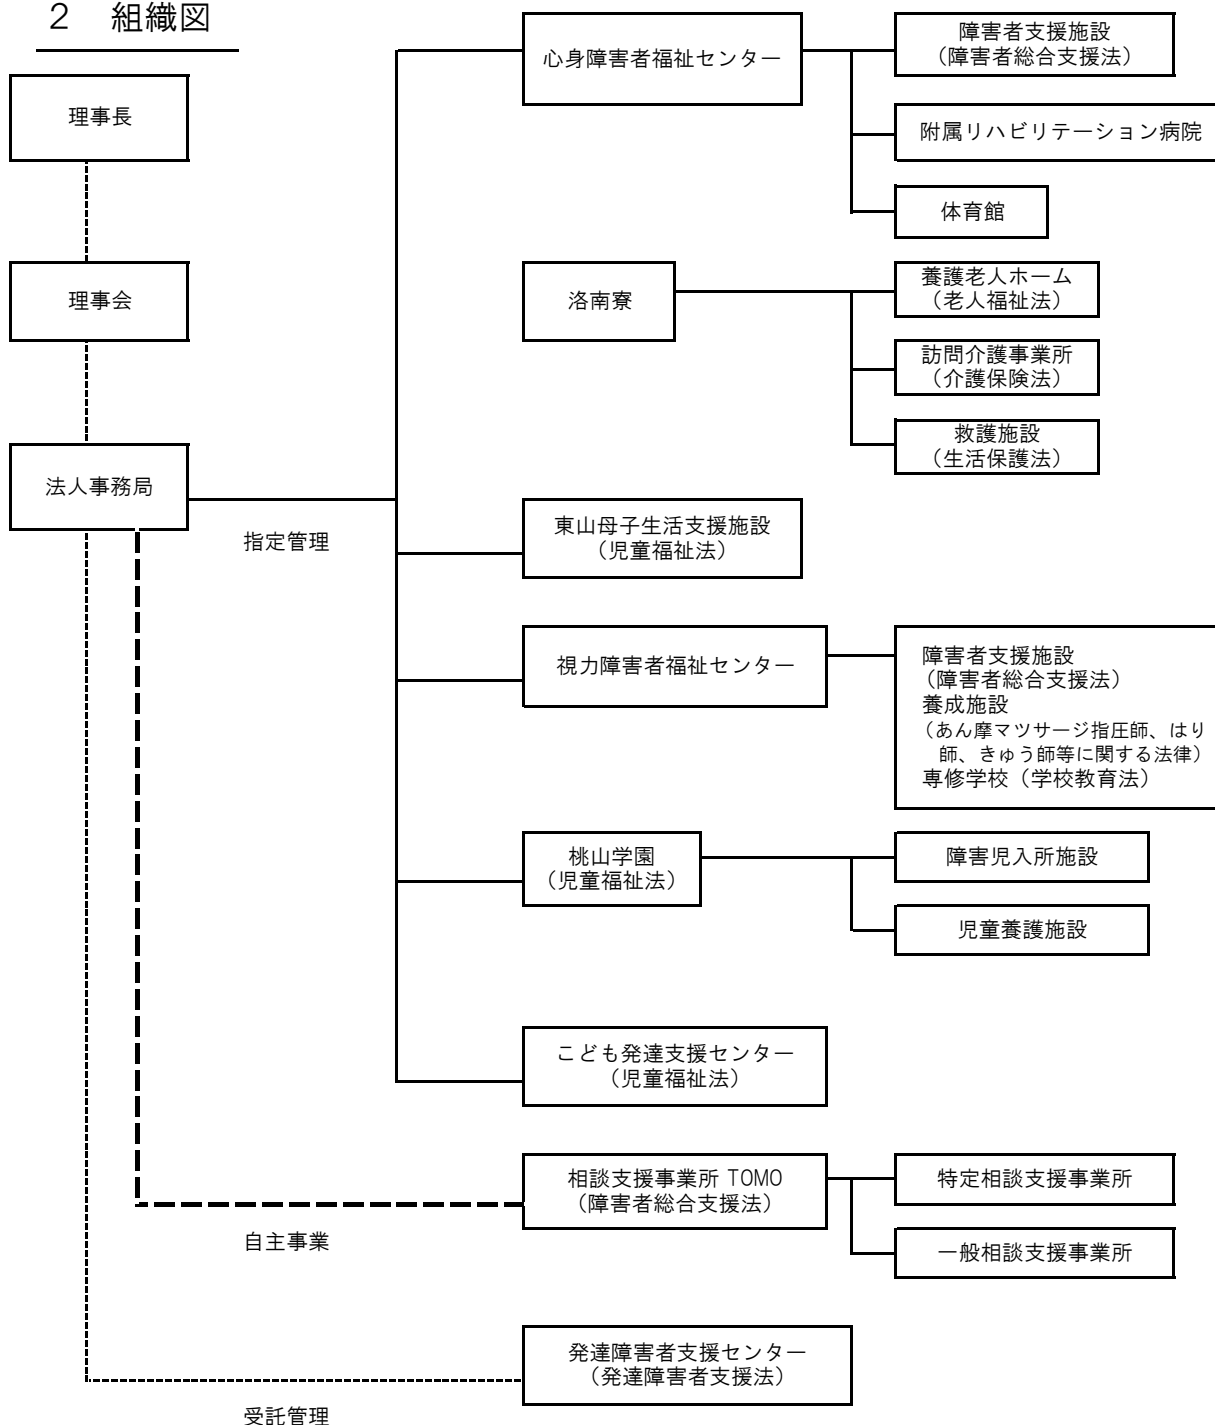 2 組織図
理事長
理事会
法人事務局
指定管理
心身障害者福祉センター
障害者支援施設
（障害者総合支援法）
附属リハビリテーション病院
体育館
洛南寮
養護老人ホーム
（老人福祉法）
訪問介護事業所
（介護保険法）
救護施設
（生活保護法）
東山母子生活支援施設
（児童福祉法）
視力障害者福祉センター
障害者支援施設
（障害者総合支援法）
養成施設
（あん摩マツサージ指圧師、はり
師、きゅう師等に関する法律）
専修学校（学校教育法）
桃山学園
（児童福祉法）
障害児入所施設
児童養護施設
こども発達支援センター
（児童福祉法）
自主事業
相談支援事業所 TOMO
（障害者総合支援法）
特定相談支援事業所
一般相談支援事業所
受託管理
発達障害者支援センター
（発達障害者支援法）